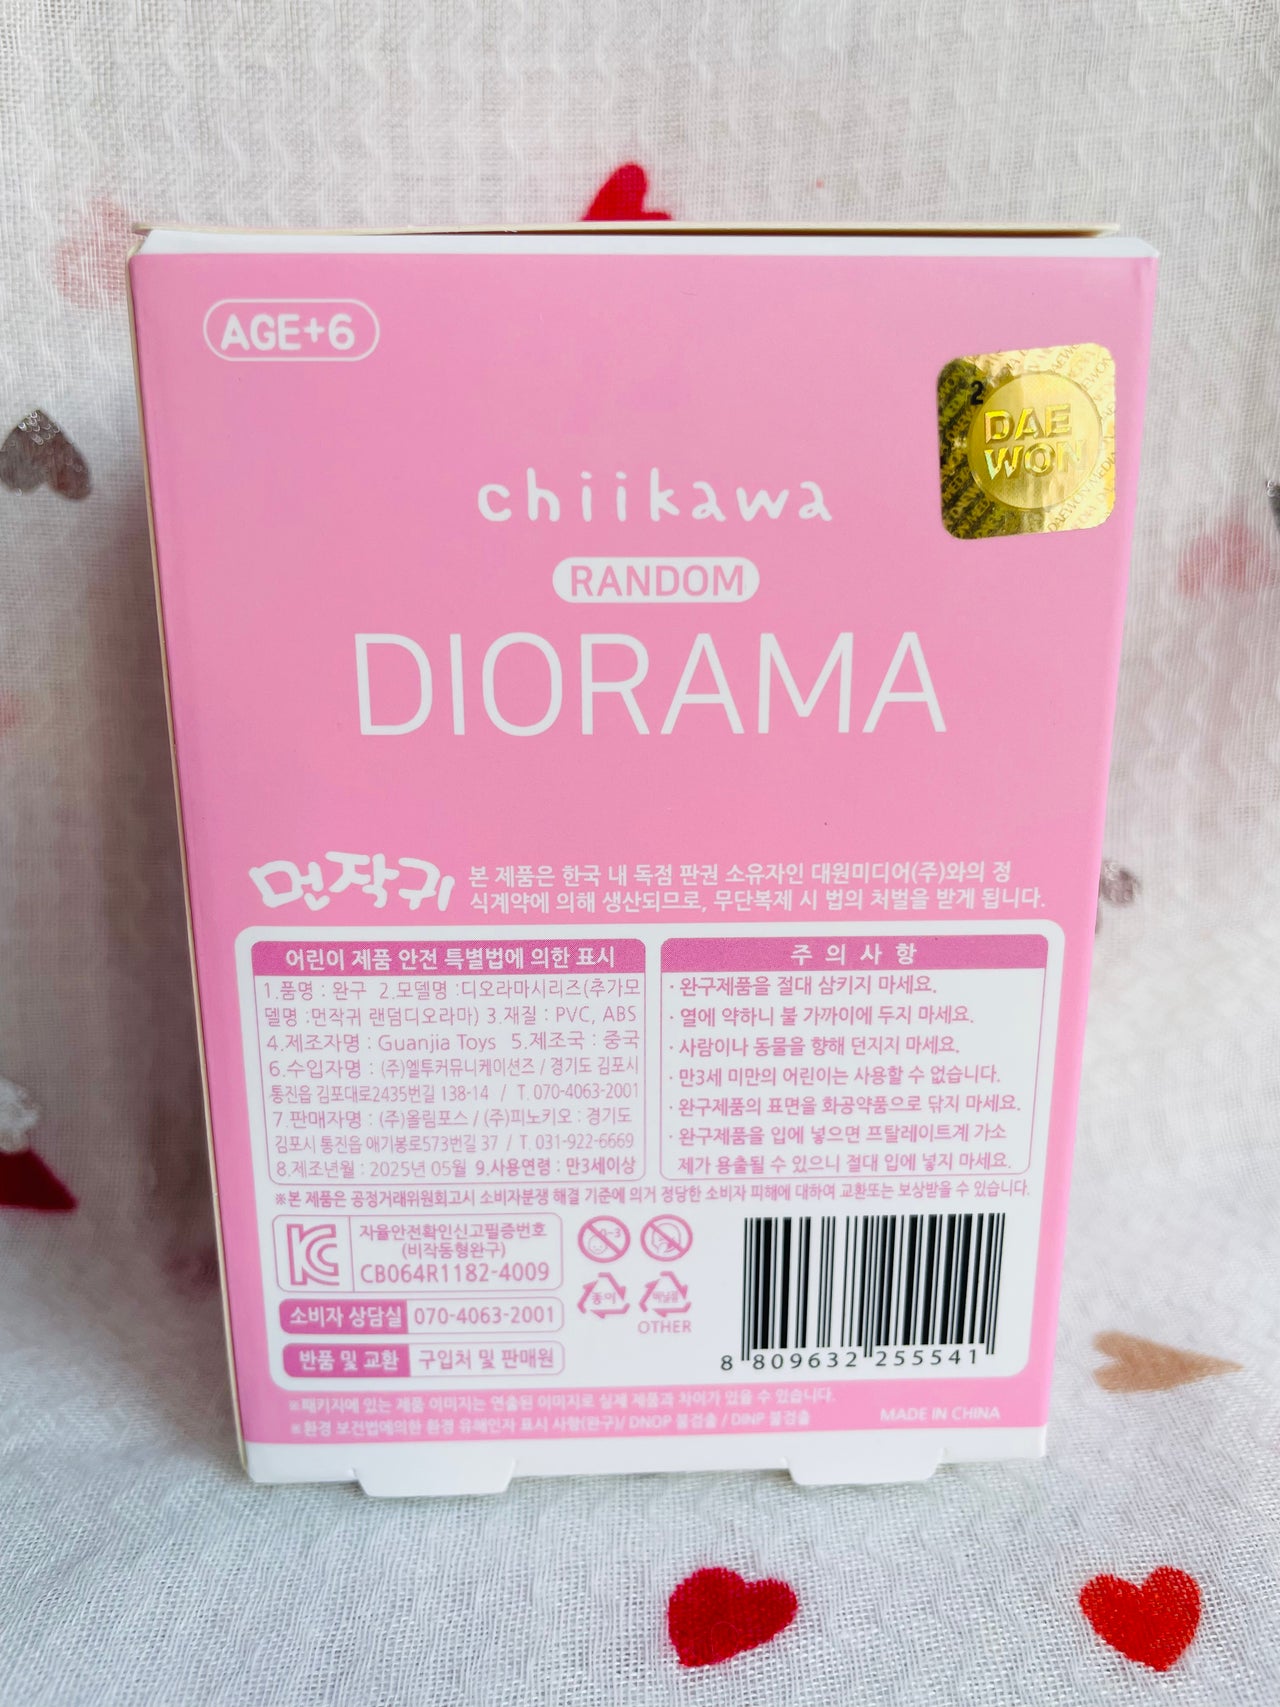 AGE+6
2
DAE
WON
chiikawa
RANDOM
DIORAMA
먼작귀
본 제품은 한국 내 독점 판권 소유자인 대원미디어(주)와의 정
식계약에 의해 생산되므로, 무단복제 시 법의 처벌을 받게 됩니다.
어린이 제품 안전 특별법에 의한 표시
1.품명 : 완구 2.모델명 :디오라마시리즈(추가모
델명 :먼작귀 랜덤디오라마) 3.재질 : PVC, ABS
4.제조자명 : Guanjia Toys 5.제조국 : 중국
6.수입자명 : (주)엘투커뮤니케이션즈 / 경기도 김포시
통진읍 김포대로2435번길 138-14 / T. 070-4063-2001
7.판매자명 : (주)올림포스 / (주)피노키오 : 경기도
김포시 통진읍 애기봉로573번길 37 / T. 031-922-6669
8.제조년월 : 2025년 05월 9.사용연령 : 만3세이상
주 의 사 항
· 완구제품을 절대 삼키지 마세요.
· 열에 약하니 불 가까이에 두지 마세요.
· 사람이나 동물을 향해 던지지 마세요.
· 만3세 미만의 어린이는 사용할 수 없습니다.
· 완구제품의 표면을 화공약품으로 닦지 마세요.
· 완구제품을 입에 넣으면 프탈레이트계 가소
제가 용출될 수 있으니 절대 입에 넣지 마세요.
※본 제품은 공정거래위원회고시 소비자분쟁 해결 기준에 의거 정당한 소비자 피해에 대하여 교환또는 보상받을 수 있습니다.
자율안전확인신고필증번호
(비작동형완구)
CB064R1182-4009
소비자 상담실 070-4063-2001
반품 및 교환 구입처 및 판매원
0-3
종이
비닐류
OTHER
8 809632 255541
※패키지에 있는 제품 이미지는 연출된 이미지로 실제 제품과 차이가 있을 수 있습니다.
※환경 보건법에의한 환경 유해인자 표시 사항(완구)/ DNOP 불검출 / DINP 불검출
MADE IN CHINA